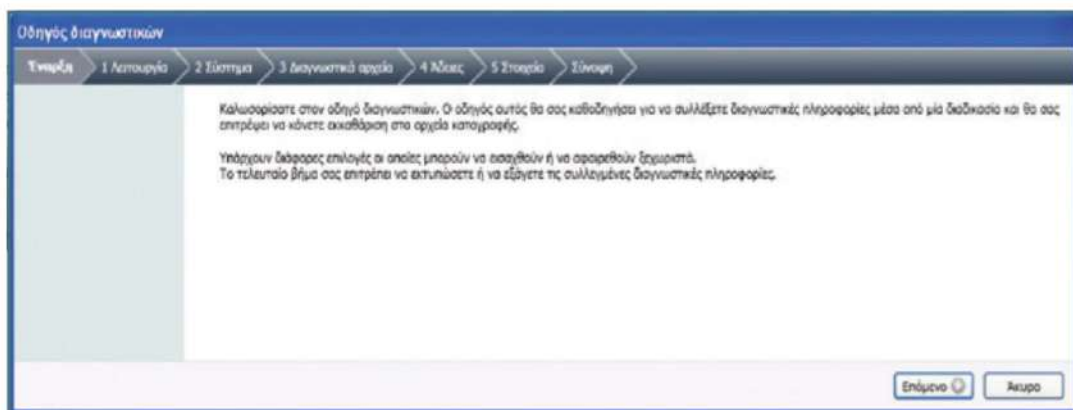 Οδηγός διαγνωστικών
Έναρξη 1 Λειτουργία 2 Σύστημα 3 Διαγνωστικά αρχεία 4 Άδειες 5 Στοιχεία Σύνοψη
Καλωσορίσατε στον οδηγό διαγνωστικών. Ο οδηγός αυτός θα σας καθοδηγήσει για να συλλέξετε διαγνωστικές πληροφορίες μέσα από μία διαδικασία και θα σας
επιτρέψει να κάνετε εκκαθάριση στα αρχεία καταγραφής.
Υπάρχουν διάφορες επιλογές οι οποίες μπορούν να εισαχθούν ή να αφαιρεθούν ξεχωριστά.
Το τελευταίο βήμα σας επιτρέπει να εκτυπώσετε ή να εξάγετε τις συλλεγμένες διαγνωστικές πληροφορίες.
Επόμενο Άκυρο